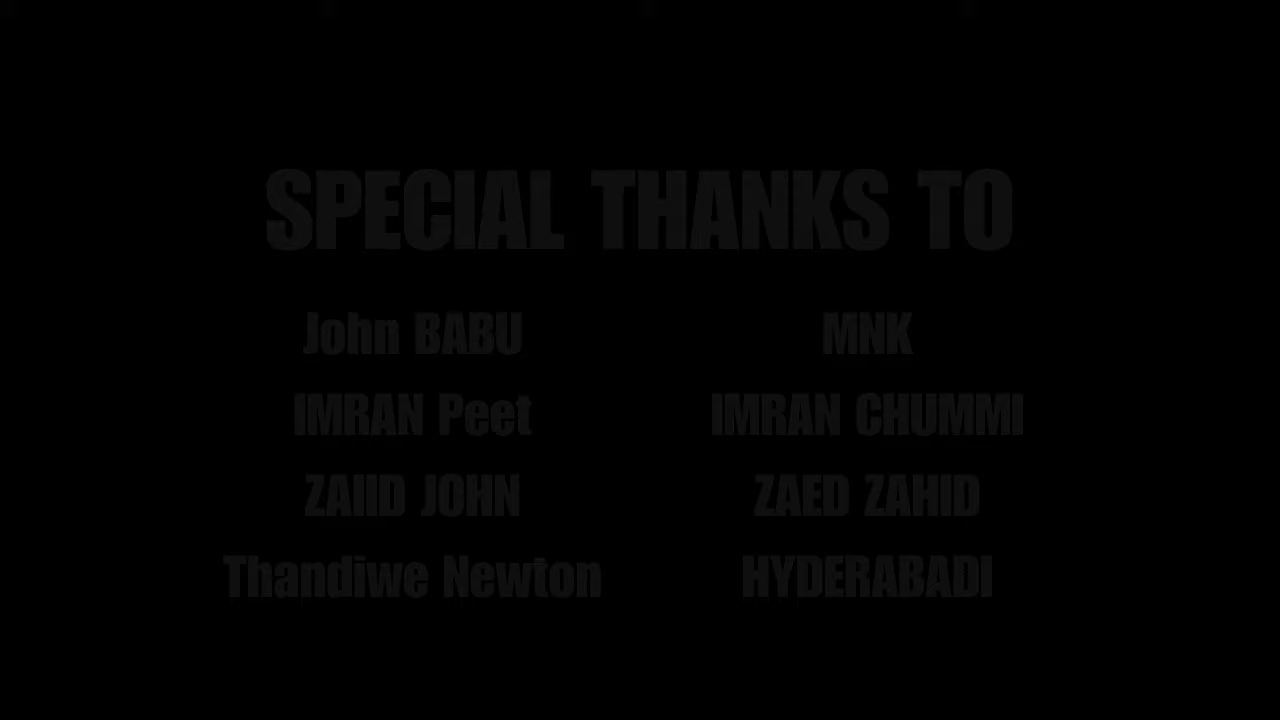 SPECIAL THANKS TO
John BABU
MNK
IMRAN Peet
IMRAN CHUMMI
ZAIID JOHN
ZAED ZAHID
Thandiwe Newton
HYDERABADI